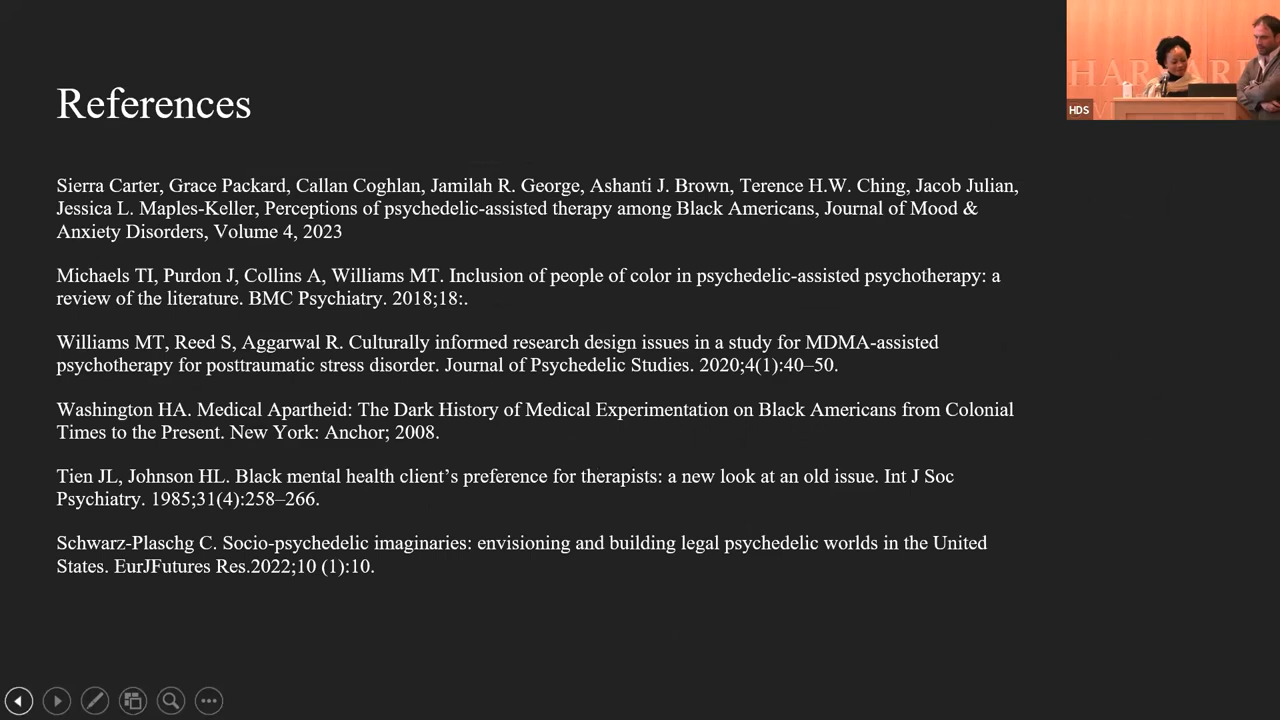 References
Sierra Carter, Grace Packard, Callan Coghlan, Jamilah R. George, Ashanti J. Brown, Terence H.W. Ching, Jacob Julian,
Jessica L. Maples-Keller, Perceptions of psychedelic-assisted therapy among Black Americans, Journal of Mood &
Anxiety Disorders, Volume 4, 2023
Michaels TI, Purdon J, Collins A, Williams MT. Inclusion of people of color in psychedelic-assisted psychotherapy: a
review of the literature. BMC Psychiatry. 2018;18:.
Williams MT, Reed S, Aggarwal R. Culturally informed research design issues in a study for MDMA-assisted
psychotherapy for posttraumatic stress disorder. Journal of Psychedelic Studies. 2020;4(1):40–50.
Washington HA. Medical Apartheid: The Dark History of Medical Experimentation on Black Americans from Colonial
Times to the Present. New York: Anchor; 2008.
Tien JL, Johnson HL. Black mental health client’s preference for therapists: a new look at an old issue. Int J Soc
Psychiatry. 1985;31(4):258–266.
Schwarz-Plaschg C. Socio-psychedelic imaginaries: envisioning and building legal psychedelic worlds in the United
States. EurJFutures Res.2022;10 (1):10.
HDS